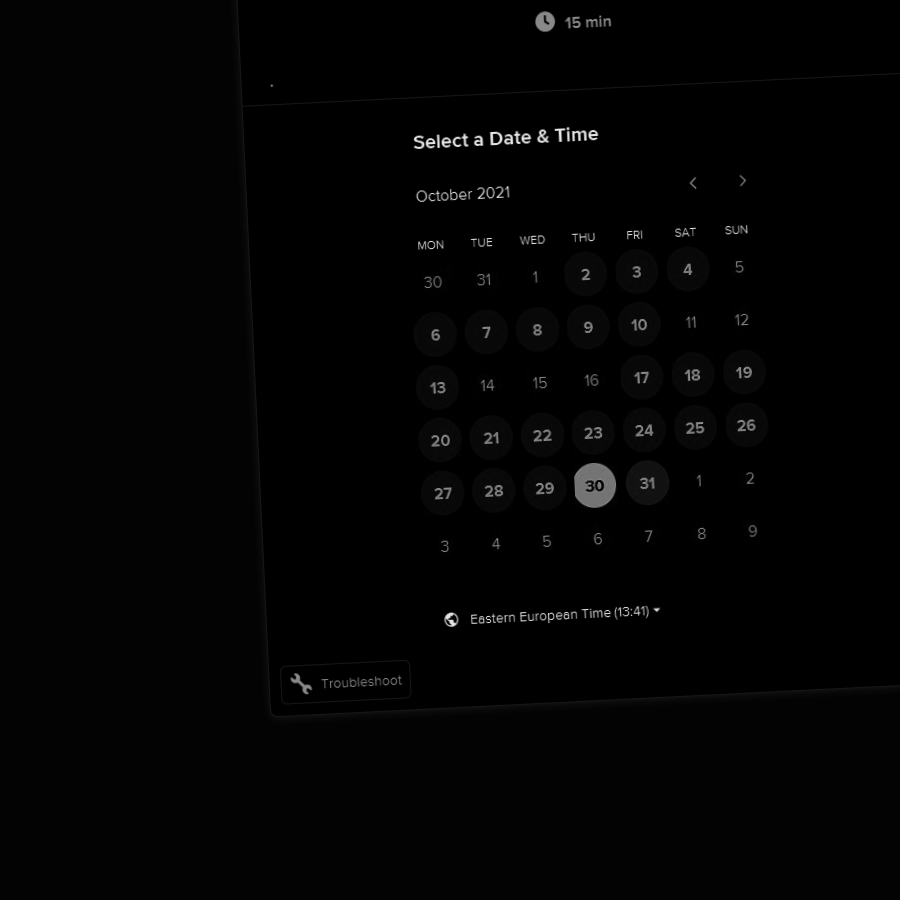 15 min
Select a Date & Time
October 2021
MON TUE WED THU FRI SAT SUN
30 31 1 2 3 4 5
6 7 8 9 10 11 12
13 14 15 16 17 18 19
20 21 22 23 24 25 26
27 28 29 30 31 1 2
3 4 5 6 7 8 9
Eastern European Time (13:41)
Troubleshoot